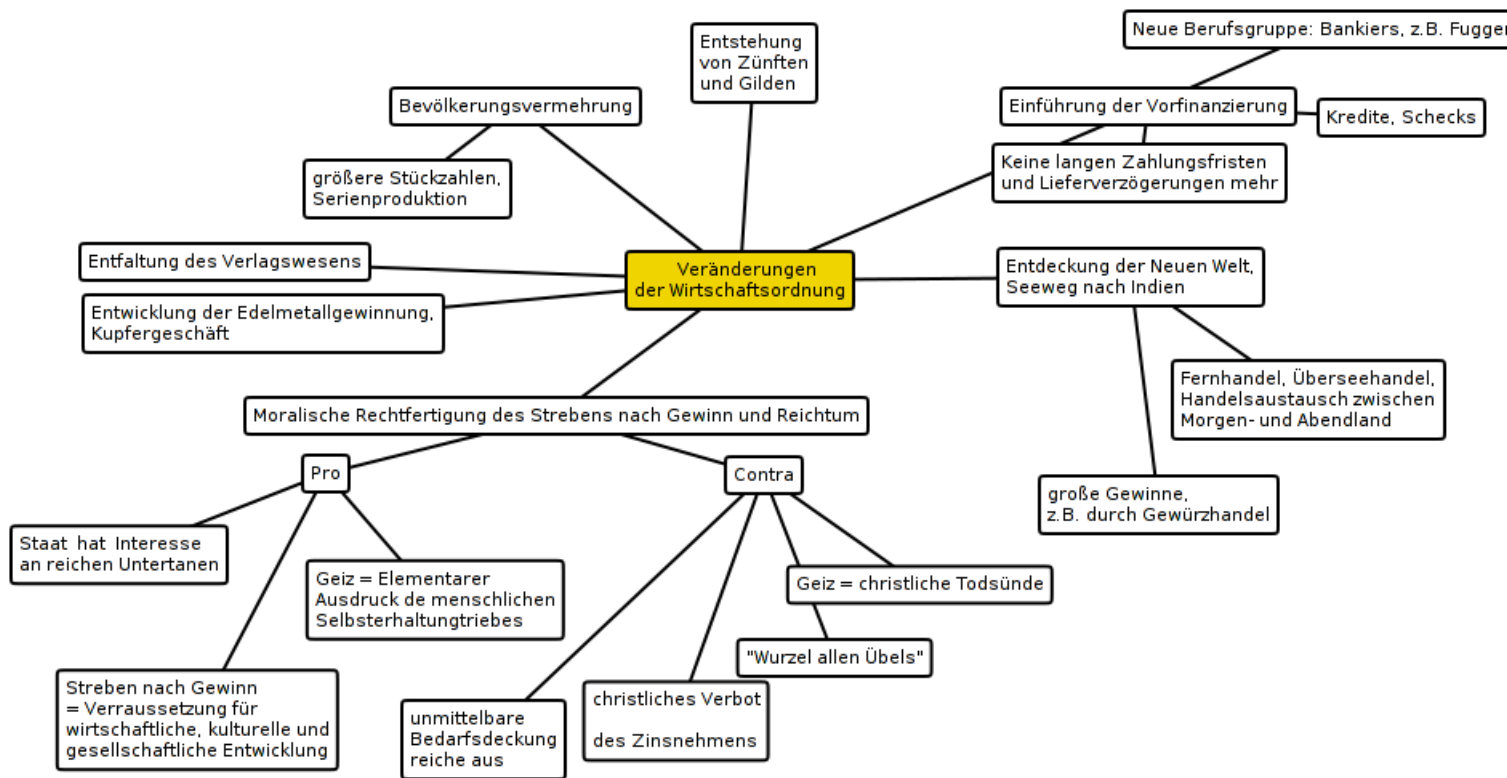 Neue Berufsgruppe: Bankiers, z.B. Fugger
Entstehung
von Zünften
und Gilden
Bevölkerungsvermehrung
Einführung der Vorfinanzierung
Kredite, Schecks
größere Stückzahlen,
Serienproduktion
Keine langen Zahlungsfristen
und Lieferverzögerungen mehr
Entfaltung des Verlagswesens
Veränderungen
der Wirtschaftsordnung
Entdeckung der Neuen Welt,
Seeweg nach Indien
Entwicklung der Edelmetallgewinnung,
Kupfergeschäft
Fernhandel, Überseehandel,
Handelsaustausch zwischen
Morgen- und Abendland
Moralische Rechtfertigung des Strebens nach Gewinn und Reichtum
Pro
Contra
große Gewinne,
z.B. durch Gewürzhandel
Staat hat Interesse
an reichen Untertanen
Geiz = Elementarer
Ausdruck de menschlichen
Selbsterhaltungtriebes
Geiz = christliche Todsünde
"Wurzel allen Übels"
Streben nach Gewinn
= Verraussetzung für
wirtschaftliche, kulturelle und
gesellschaftliche Entwicklung
unmittelbare
Bedarfsdeckung
reiche aus
christliches Verbot
des Zinsnehmens